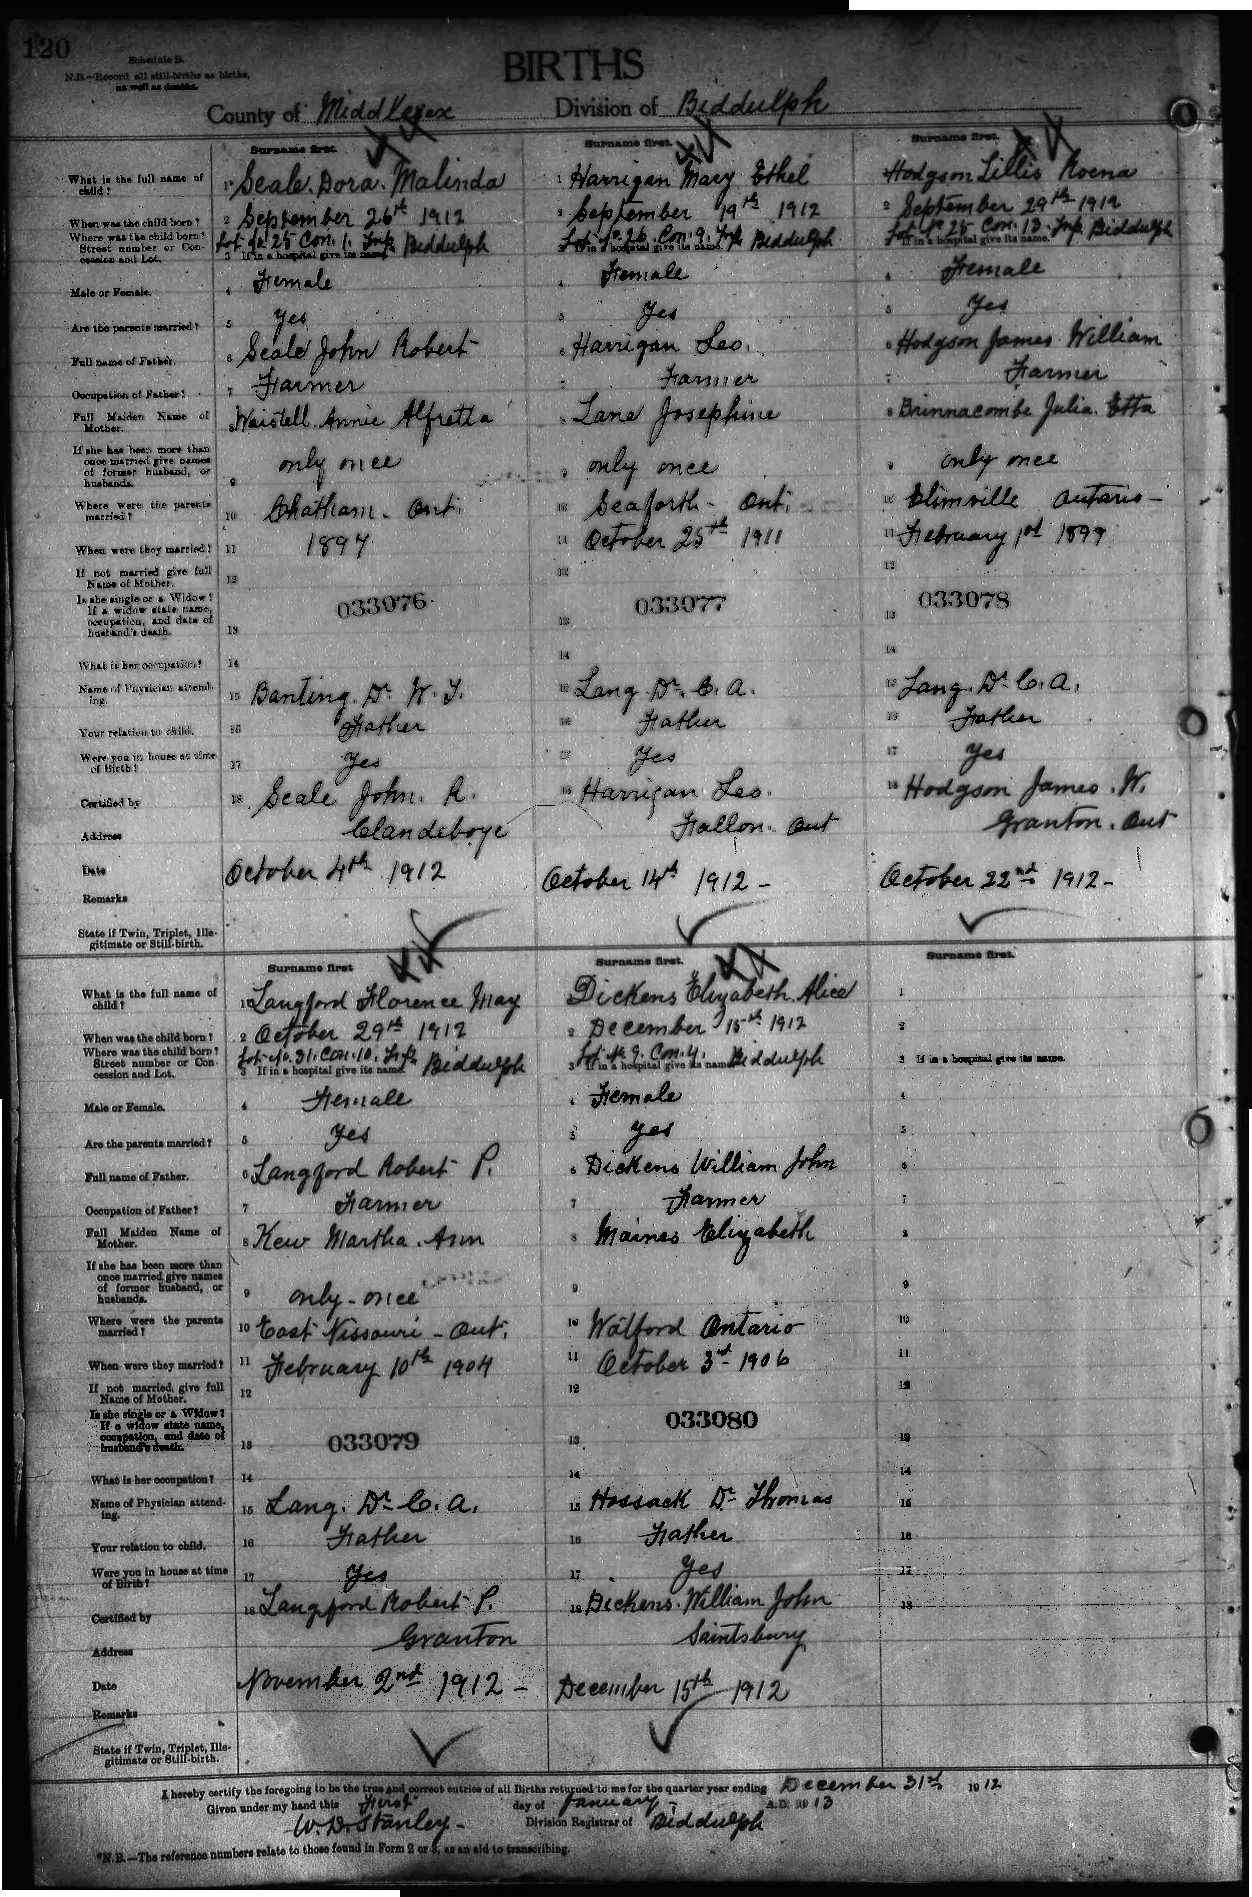 120
Schedule B.
N.B.—Record all still-births as births,
as well as deaths.
BIRTHS
County of Middlesex Division of Biddulph
Surname first. Surname first. Surname first.
What is the full name of child? 1 Seale. Dora. Malinda 1 Harrigan Mary Ethel Hodgson Lillis Roena
When was the child born? 2 September 26th 1912 2 September 19th 1912 2 September 29th 1912
Where was the child born? Street number or Concession and Lot. 3 If in a hospital give its name. Lot No. 25 Con. 1. Tnp. Biddulph Lot No. 26. Con. 9. Tnp. Biddulph If in a hospital give its name. Lot No. 25 Con. 13. Tnp. Biddulph If in a hospital give its name.
Male or Female. 4 Female 4 Female 4 Female
Are the parents married? 5 Yes 5 Yes 5 Yes
Full name of Father. 6 Seale John Robert 6 Harrigan Leo. 6 Hodgson James William
Occupation of Father? 7 Farmer 7 Farmer 7 Farmer
Full Maiden Name of Mother. 8 Waistell Annie Alfretta 8 Lane Josephine 8 Brinnacombe Julia. Etta
If she has been more than once married give names of former husband, or husbands. 9 only once 9 only once 9 only once
Where were the parents married? 10 Chatham - Ont. 10 Seaforth - Ont. 10 Elimville Ontario -
When were they married? 11 1897 11 October 25th 1911 11 February 1st 1899
If not married give full Name of Mother. 12 12 12
Is she single or a Widow? If a widow state name, occupation, and date of husband's death. 13 033076 13 033077 13 033078
What is her occupation? 14 14 14
Name of Physician attending. 15 Banting. Dr. W. T. 15 Lang. Dr. C. A. 15 Lang. Dr. C. A.
Your relation to child. 16 Father 16 Father 16 Father
Were you in house at time of Birth? 17 Yes 17 Yes 17 Yes
Certified by 18 Seale John. R. 18 Harrigan Leo. 18 Hodgson James. W.
Address Clandeboye Fallon. Ont Granton. Ont
Date October 4th 1912 October 14th 1912 - October 22nd 1912 -
Remarks
State if Twin, Triplet, Illegitimate or Still-birth.
Surname first Surname first. Surname first.
What is the full name of child? 1 Langford Florence May Dickens Elizabeth Alice 1
When was the child born? 2 October 29th 1912 2 December 15th 1912 2
Where was the child born? Street number or Concession and Lot. 3 If in a hospital give its name Lot No. 31. Con. 10. Tnp. Biddulph 3 If in a hospital give its name Lot No. 9. Con. 4. Biddulph 3 If in a hospital give its name.
Male or Female. 4 Female 4 Female 4
Are the parents married? 5 Yes 5 Yes 5
Full name of Father. 6 Langford Robert P. 6 Dickens William John 6
Occupation of Father? 7 Farmer 7 Farmer 7
Full Maiden Name of Mother. 8 Kew Martha. Ann 8 Maines Elizabeth 8
If she has been more than once married give names of former husband, or husbands. 9 only - once 9 9
Where were the parents married? 10 East Nissouri - Ont. 10 Walford Ontario 10
When were they married? 11 February 10th 1904 11 October 3rd - 1906 11
If not married, give full Name of Mother. 12 12 12
Is she single or a Widow? If a widow state name, occupation, and date of husband's death. 13 033079 13 033080 13
What is her occupation? 14 14 14
Name of Physician attending. 15 Lang. Dr. C. A. 15 Hossack Dr. Thomas 15
Your relation to child. 16 Father 16 Father 16
Were you in house at time of Birth? 17 Yes 17 Yes 17
Certified by 18 Langford Robert P. 18 Dickens. William John 18
Address Granton Saintsbury
Date November 2nd 1912 - December 15th 1912
Remarks
State if Twin, Triplet, Illegitimate or Still-birth.
I hereby certify the foregoing to be the true and correct entries of all Births returned to me for the quarter year ending December 31st 1912
Given under my hand this First day of January - A.D. 1913
W. D. Stanley - Division Registrar of Biddulph
*N.B.—The reference numbers relate to those found in Form 2 or 3, as an aid to transcribing.